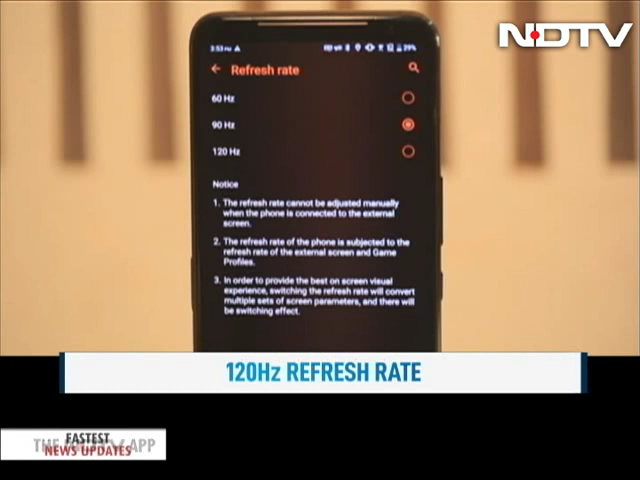 NDTV
3:53
29%
Refresh rate
60 Hz
90 Hz
120 Hz
Notice
1. The refresh rate cannot be adjusted manually
when the phone is connected to the external
screen.
2. The refresh rate of the phone is subjected to the
refresh rate of the external screen and Game
Profiles.
3. In order to provide the best on screen visual
experience, switching the refresh rate will convert
multiple sets of screen parameters, and there will
be switching effect.
120Hz REFRESH RATE
FASTEST
THE APP
NEWS UPDATES